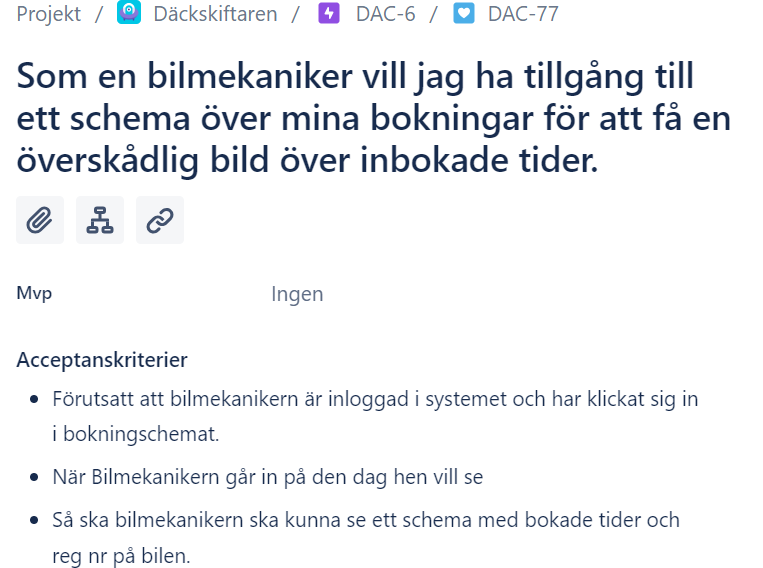 Projekt / Däckskiftaren / DAC-6 / DAC-77
Som en bilmekaniker vill jag ha tillgång till
ett schema över mina bokningar för att få en
överskådlig bild över inbokade tider.
Mvp Ingen
Acceptanskriterier
Förutsatt att bilmekanikern är inloggad i systemet och har klickat sig in
i bokningschemat.
När Bilmekanikern går in på den dag hen vill se
Så ska bilmekanikern ska kunna se ett schema med bokade tider och
reg nr på bilen.